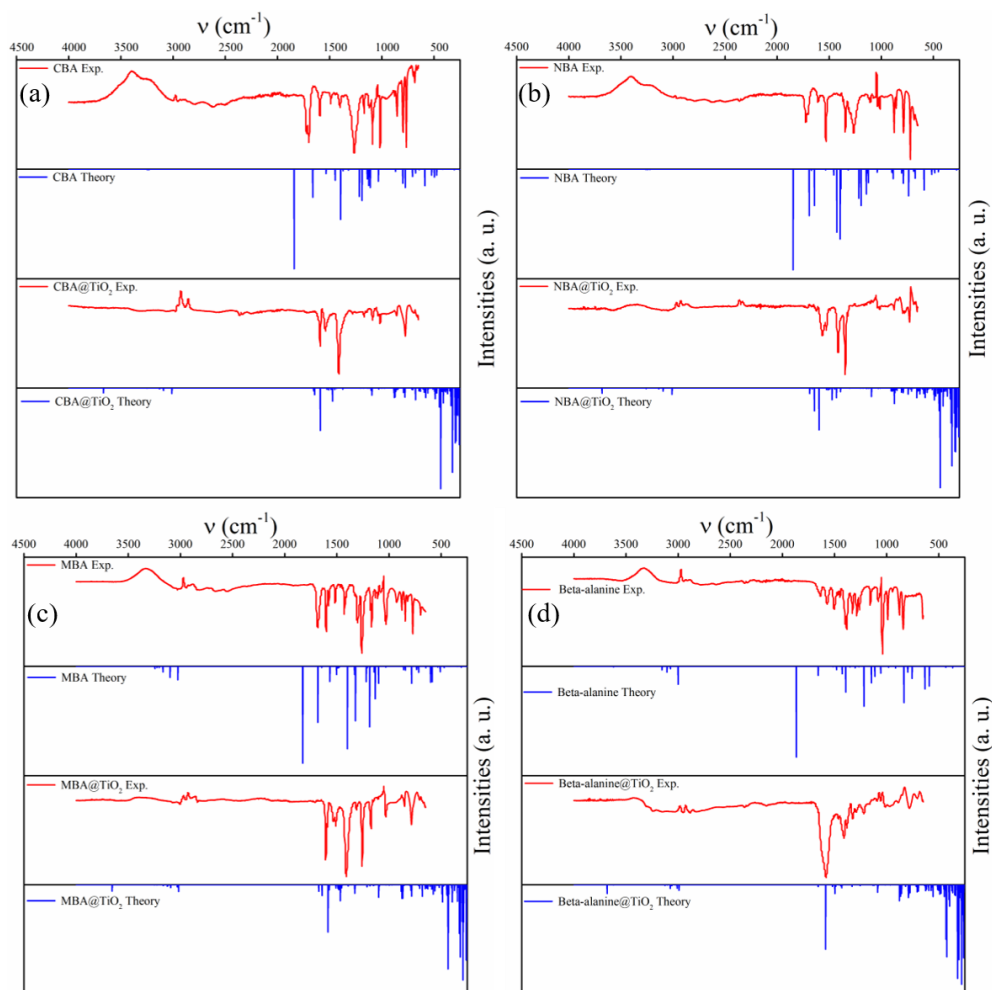 ν (cm⁻¹)
4500 4000 3500 3000 2500 2000 1500 1000 500
CBA Exp.
(a)
CBA Theory
CBA@TiO₂ Exp.
CBA@TiO₂ Theory
Intensities (a. u.)
ν (cm⁻¹)
4500 4000 3500 3000 2500 2000 1500 1000 500
NBA Exp.
(b)
NBA Theory
NBA@TiO₂ Exp.
NBA@TiO₂ Theory
Intensities (a. u.)
ν (cm⁻¹)
4500 4000 3500 3000 2500 2000 1500 1000 500
MBA Exp.
(c)
MBA Theory
MBA@TiO₂ Exp.
MBA@TiO₂ Theory
Intensities (a. u.)
ν (cm⁻¹)
4500 4000 3500 3000 2500 2000 1500 1000 500
Beta-alanine Exp.
(d)
Beta-alanine Theory
Beta-alanine@TiO₂ Exp.
Beta-alanine@TiO₂ Theory
Intensities (a. u.)